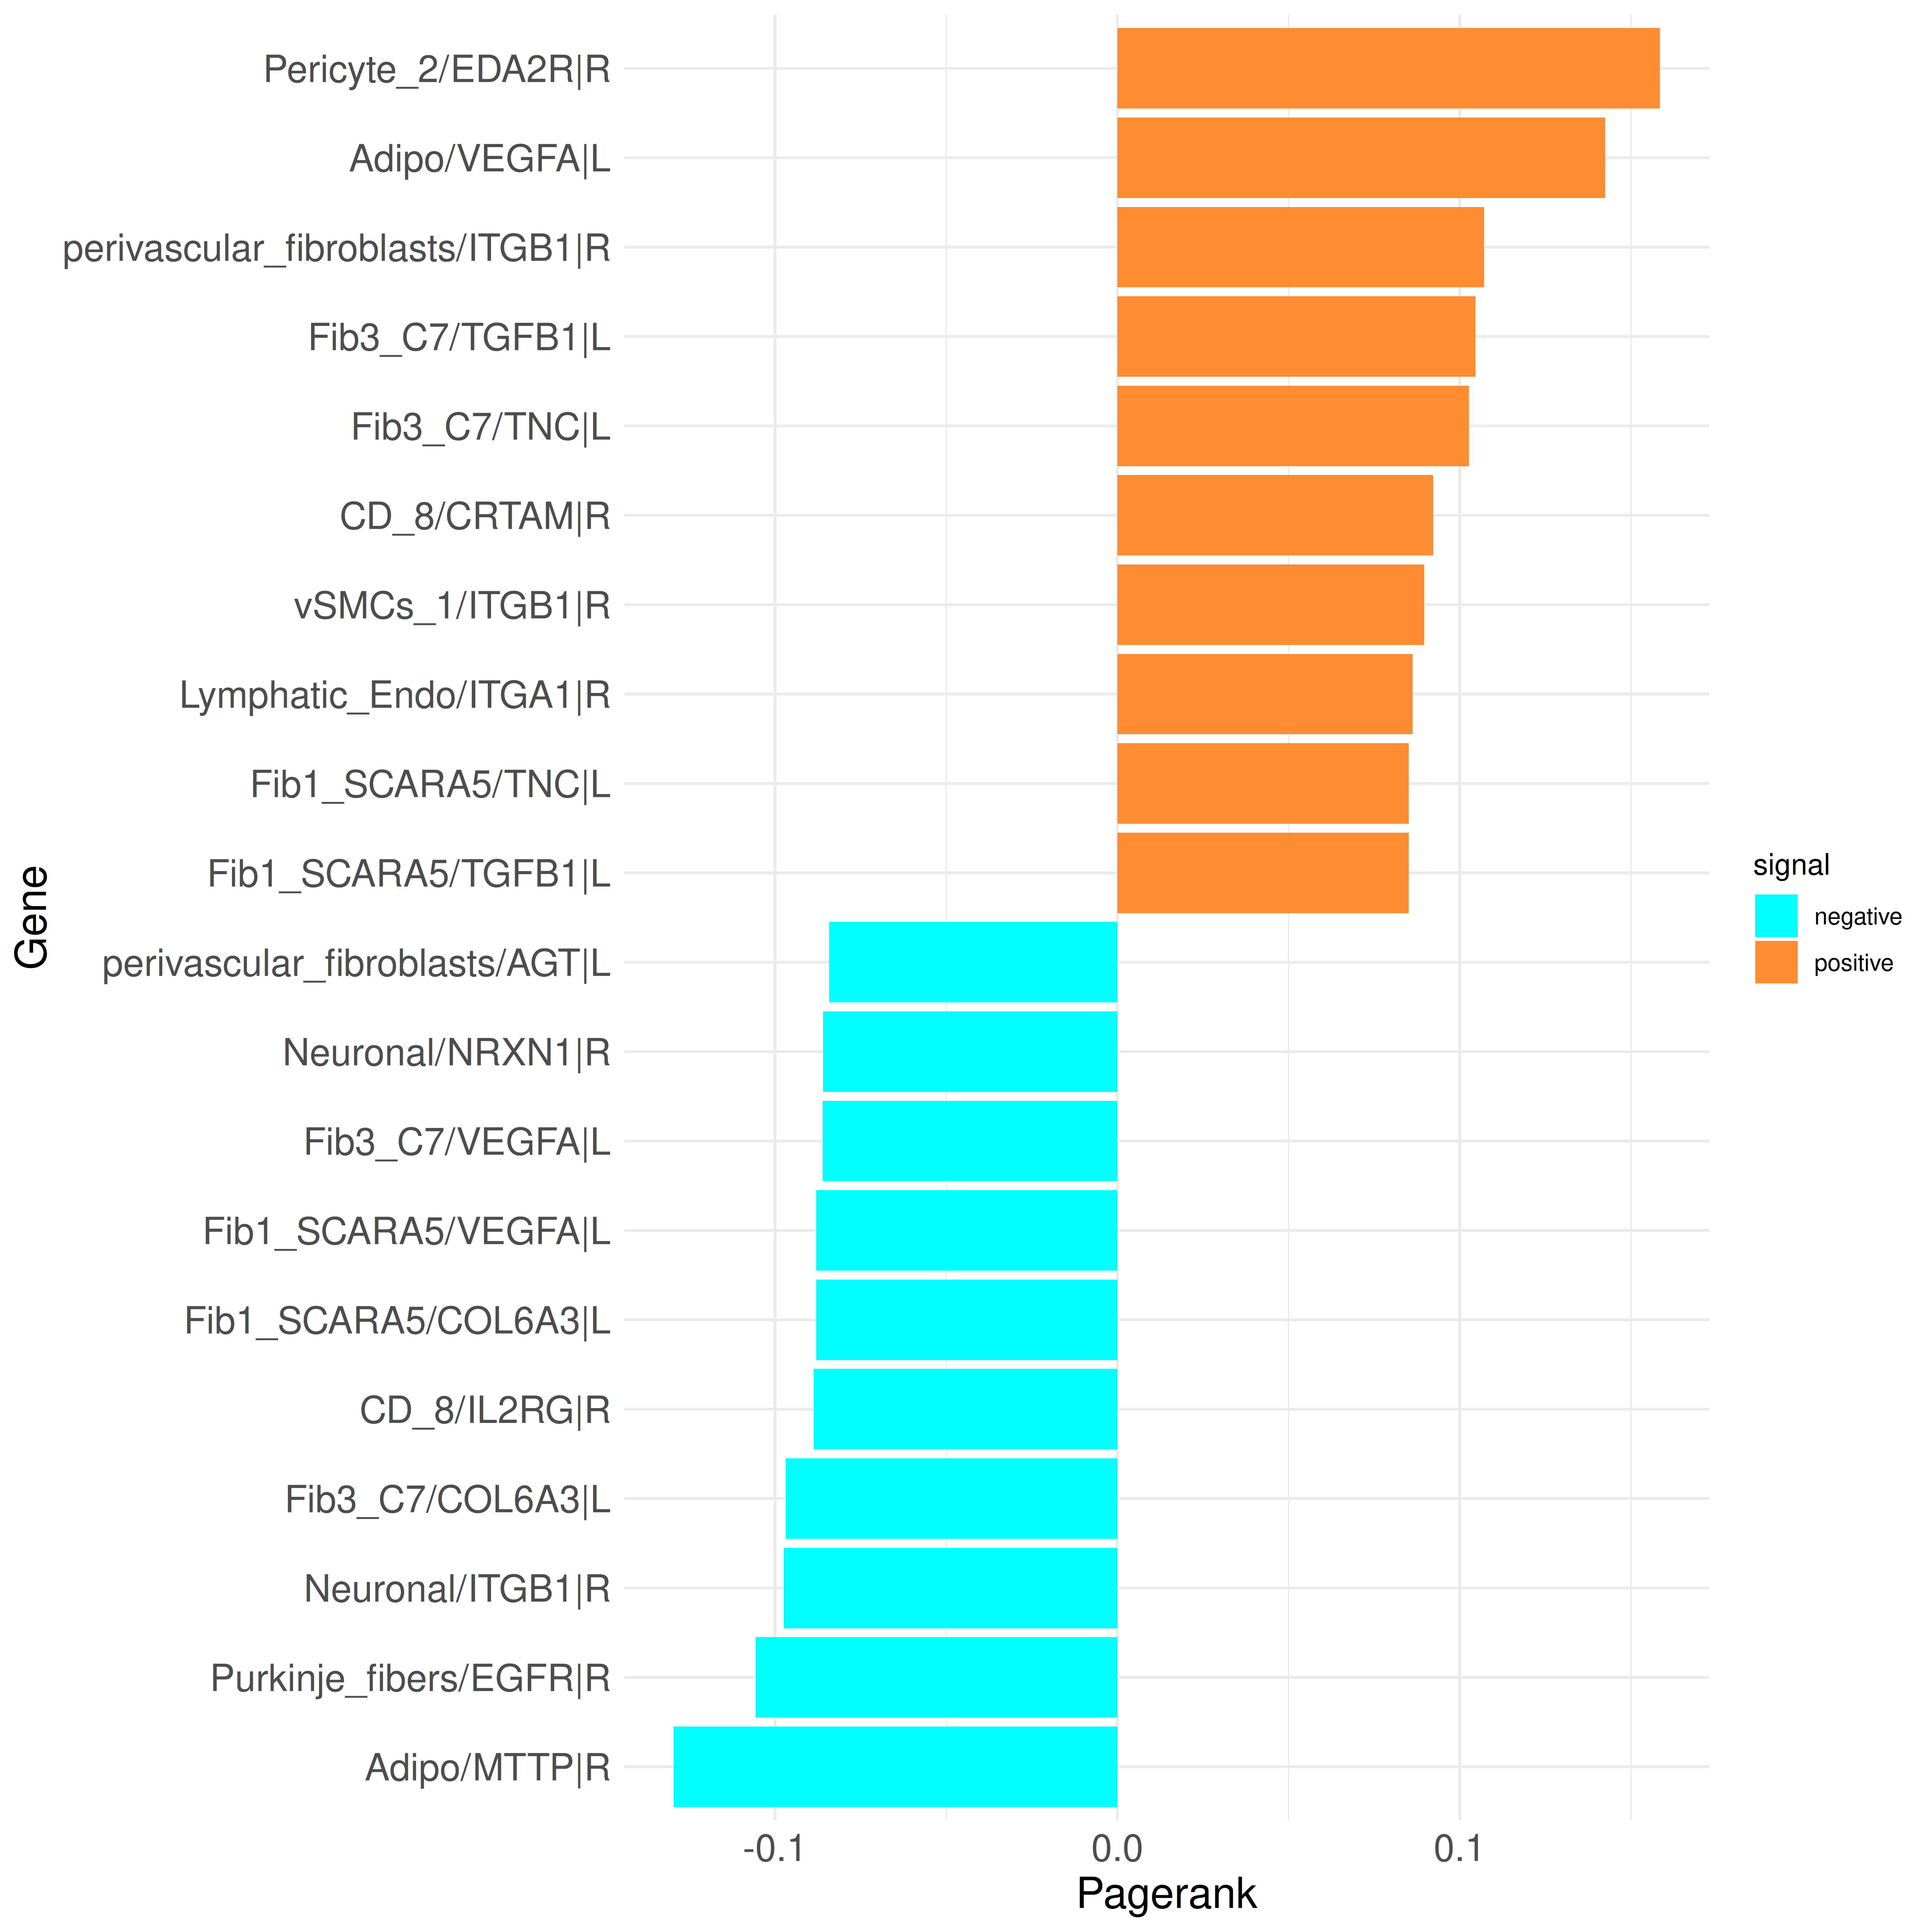 Pericyte_2/EDA2R|R
Adipo/VEGFA|L
perivascular_fibroblasts/ITGB1|R
Fib3_C7/TGFB1|L
Fib3_C7/TNC|L
CD_8/CRTAM|R
vSMCs_1/ITGB1|R
Lymphatic_Endo/ITGA1|R
Fib1_SCARA5/TNC|L
Fib1_SCARA5/TGFB1|L
perivascular_fibroblasts/AGT|L
Neuronal/NRXN1|R
Fib3_C7/VEGFA|L
Fib1_SCARA5/VEGFA|L
Fib1_SCARA5/COL6A3|L
CD_8/IL2RG|R
Fib3_C7/COL6A3|L
Neuronal/ITGB1|R
Purkinje_fibers/EGFR|R
Adipo/MTTP|R
Gene
-0.1 0.0 0.1
Pagerank
signal
negative
positive